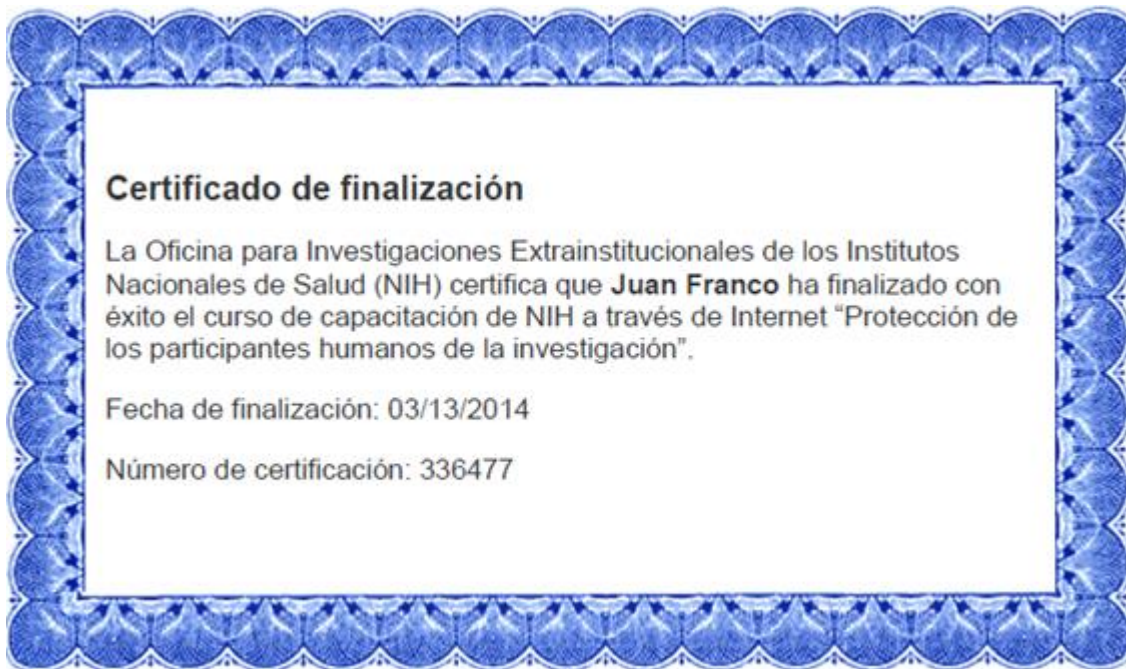 Certificado de finalización
La Oficina para Investigaciones Extrainstitucionales de los Institutos
Nacionales de Salud (NIH) certifica que Juan Franco ha finalizado con
éxito el curso de capacitación de NIH a través de Internet “Protección de
los participantes humanos de la investigación”.
Fecha de finalización: 03/13/2014
Número de certificación: 336477